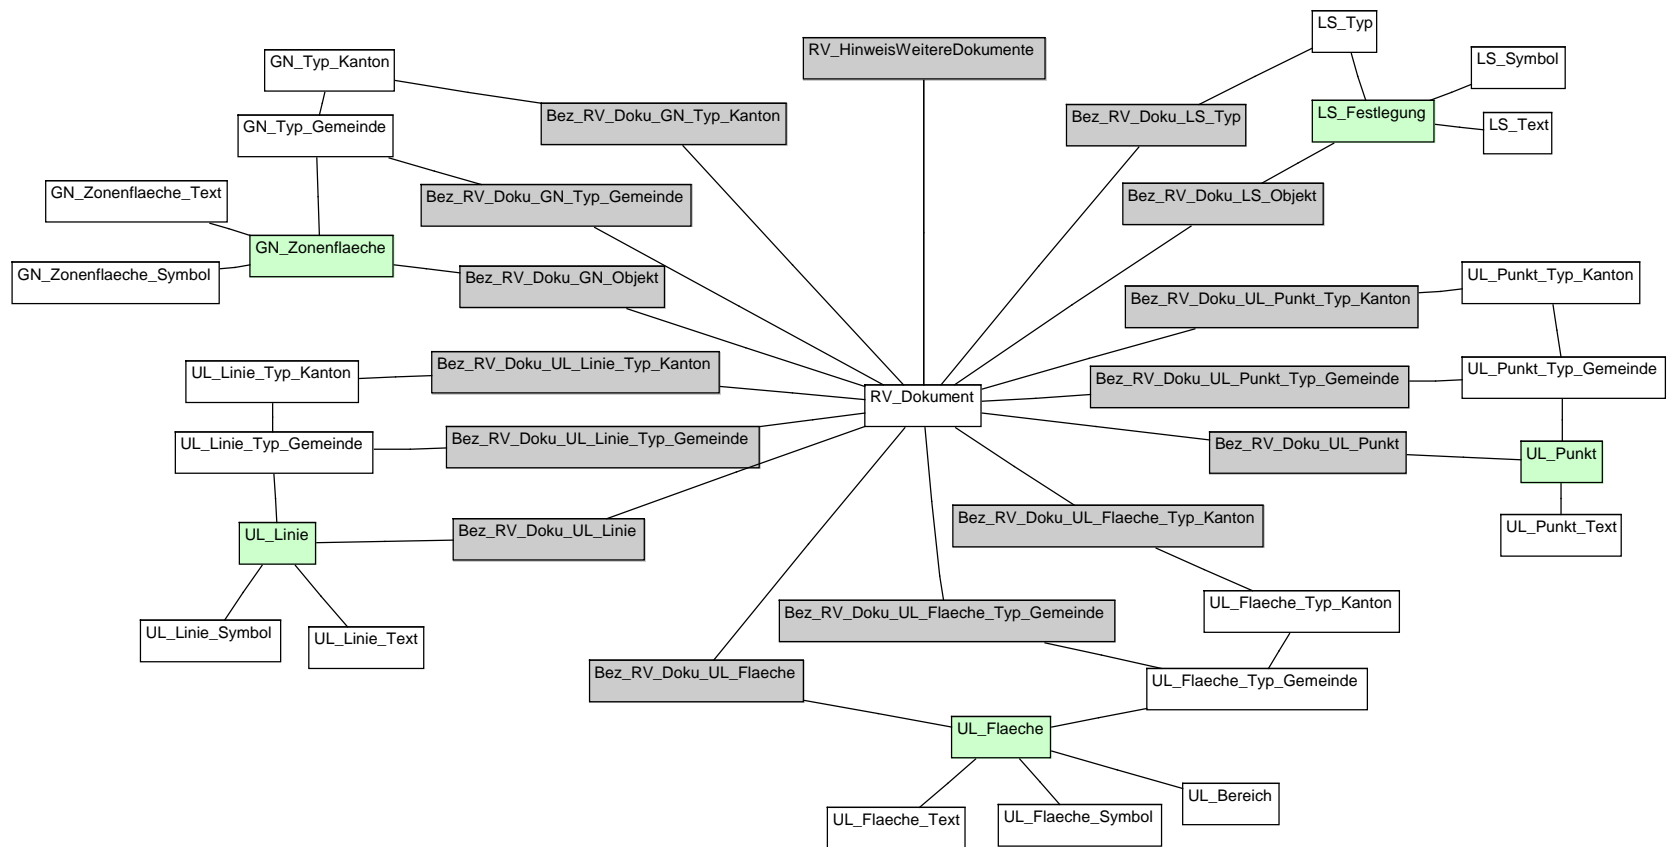 LS_Typ
RV_HinweisWeitereDokumente
GN_Typ_Kanton
LS_Symbol
Bez_RV_Doku_GN_Typ_Kanton
Bez_RV_Doku_LS_Typ
LS_Festlegung
GN_Typ_Gemeinde
LS_Text
GN_Zonenflaeche_Text
Bez_RV_Doku_GN_Typ_Gemeinde
Bez_RV_Doku_LS_Objekt
GN_Zonenflaeche
GN_Zonenflaeche_Symbol
Bez_RV_Doku_GN_Objekt
UL_Punkt_Typ_Kanton
Bez_RV_Doku_UL_Punkt_Typ_Kanton
UL_Linie_Typ_Kanton
Bez_RV_Doku_UL_Linie_Typ_Kanton
UL_Punkt_Typ_Gemeinde
Bez_RV_Doku_UL_Punkt_Typ_Gemeinde
RV_Dokument
UL_Linie_Typ_Gemeinde
Bez_RV_Doku_UL_Linie_Typ_Gemeinde
Bez_RV_Doku_UL_Punkt
UL_Punkt
Bez_RV_Doku_UL_Flaeche_Typ_Kanton
UL_Punkt_Text
UL_Linie
Bez_RV_Doku_UL_Linie
UL_Flaeche_Typ_Kanton
Bez_RV_Doku_UL_Flaeche_Typ_Gemeinde
UL_Linie_Symbol
UL_Linie_Text
Bez_RV_Doku_UL_Flaeche
UL_Flaeche_Typ_Gemeinde
UL_Flaeche
UL_Bereich
UL_Flaeche_Text
UL_Flaeche_Symbol